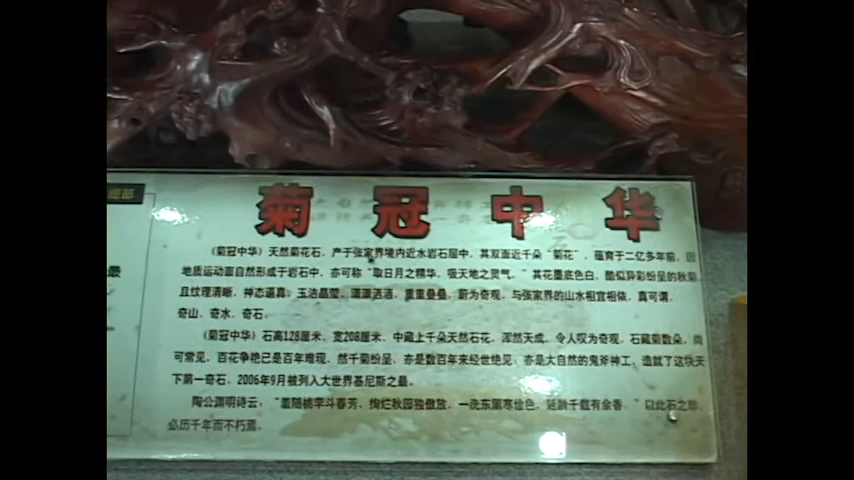 菊冠中华
《菊冠中华》天然菊花石，产于张家界境内近水岩石层中，其双面近千朵“菊花”，蕴育于二亿多年前，因
地质运动而自然形成于岩石中，亦可称“取日月之精华，吸天地之灵气。”其花墨底色白，酷似异彩纷呈的秋菊，
且纹理清晰，神态逼真；玉洁晶莹，潇潇洒洒，重重叠叠，蔚为奇观，与张家界的山水相宜相依，真可谓，
奇山、奇水、奇石。
《菊冠中华》石高128厘米，宽208厘米，中藏上千朵天然石花，浑然天成，令人叹为奇观，石藏菊数朵，尚
可常见，百花争艳已是百年难现，然千菊纷呈，亦是数百年来经世绝见，亦是大自然的鬼斧神工，造就了这块天
下第一奇石，2006年9月被列入大世界基尼斯之最。
陶公渊明诗云，“羞随桃李斗春芳，绚烂秋园独傲放，一洗东篱寒俭色，延龄千载有余香。”以此石之珍
必历千年而不朽焉。